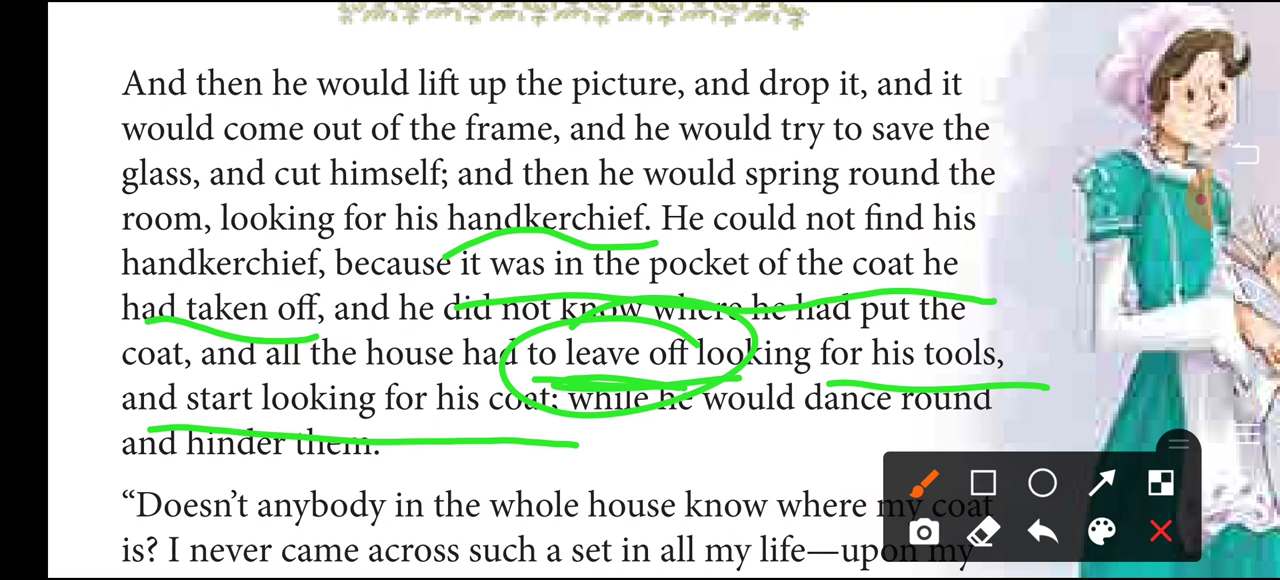 And then he would lift up the picture, and drop it, and it
would come out of the frame, and he would try to save the
glass, and cut himself; and then he would spring round the
room, looking for his handkerchief. He could not find his
handkerchief, because it was in the pocket of the coat he
had taken off, and he did not know where he had put the
coat, and all the house had to leave off looking for his tools,
and start looking for his coat; while he would dance round
and hinder them.
“Doesn’t anybody in the whole house know where my coat
is? I never came across such a set in all my life—upon my